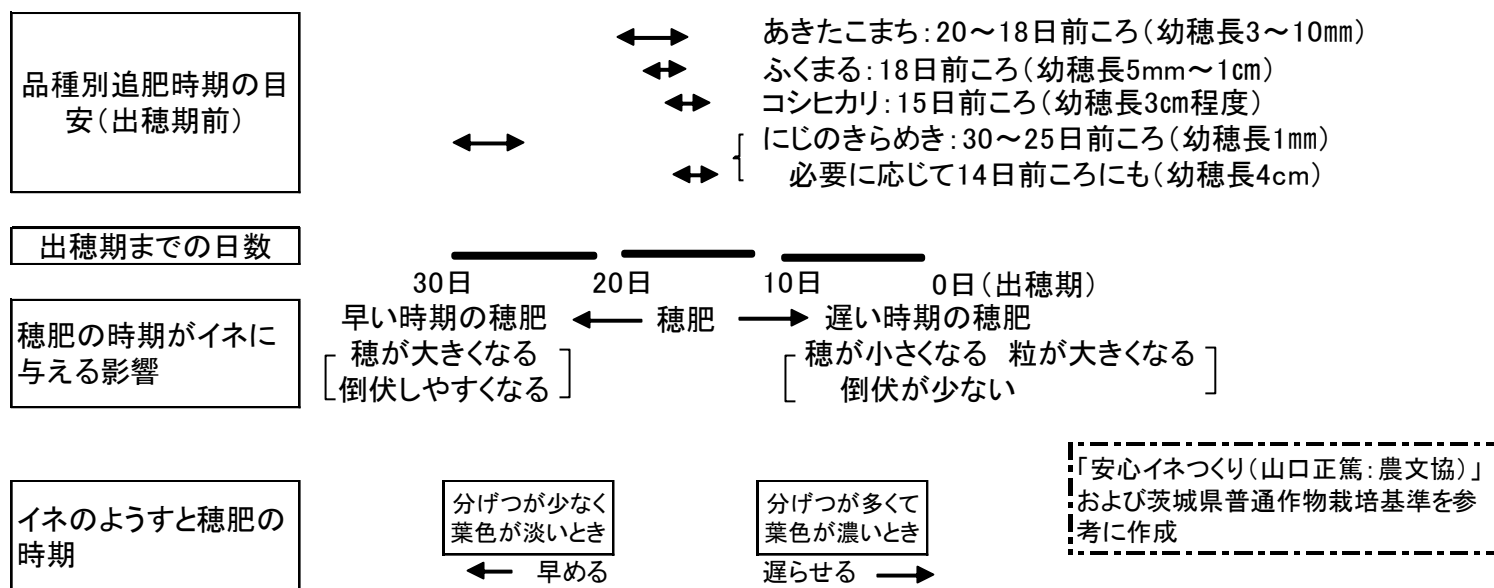 品種別追肥時期の目
安(出穂期前)
あきたこまち:20~18日前ころ(幼穂長3~10㎜)
ふくまる:18日前ころ(幼穂長5mm~1㎝)
コシヒカリ:15日前ころ(幼穂長3㎝程度)
にじのきらめき:30~25日前ころ(幼穂長1㎜)
必要に応じて14日前ころにも(幼穂長4cm)
出穂期までの日数
30日 20日 10日 0日(出穂期)
穂肥の時期がイネに
与える影響
早い時期の穂肥 穂肥 遅い時期の穂肥
穂が大きくなる
倒伏しやすくなる
穂が小さくなる 粒が大きくなる
倒伏が少ない
イネのようすと穂肥の
時期
分げつが少なく
葉色が淡いとき
早める
分げつが多くて
葉色が濃いとき
遅らせる
「安心イネつくり(山口正篤:農文協)」
および茨城県普通作物栽培基準を参
考に作成